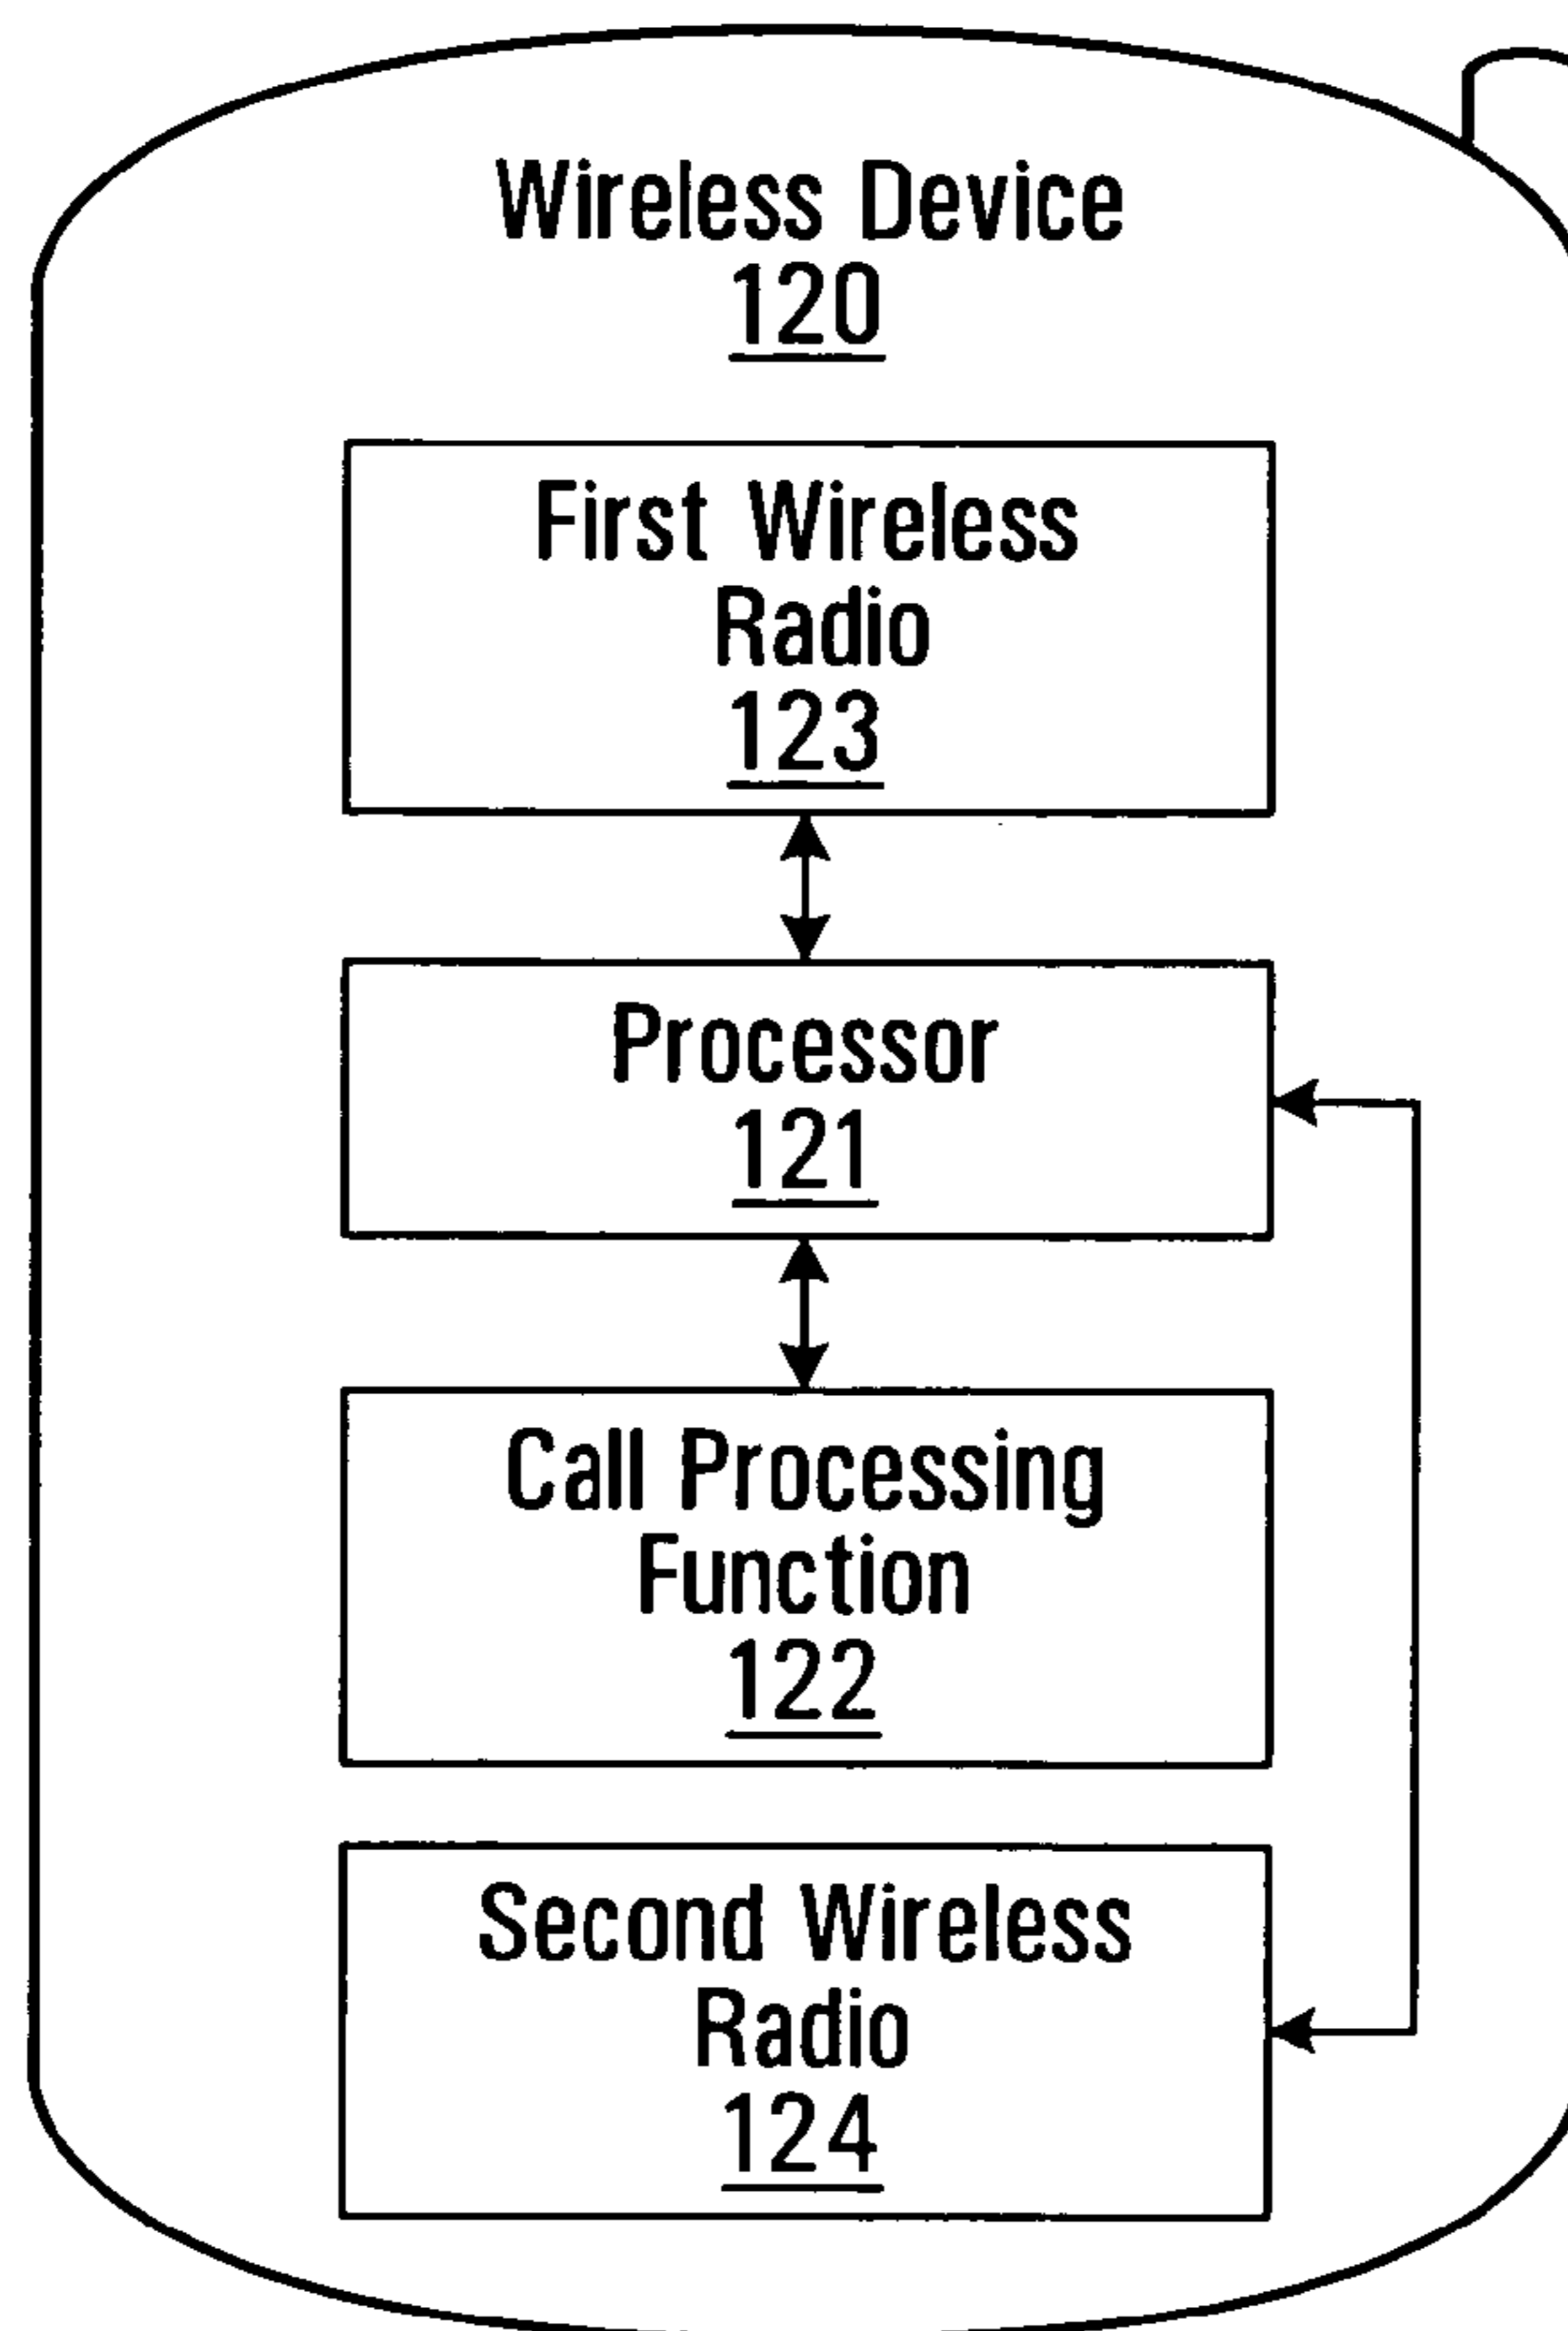 Wireless Device
120
First Wireless
Radio
123
Processor
121
Call Processing
Function
122
Second Wireless
Radio
124